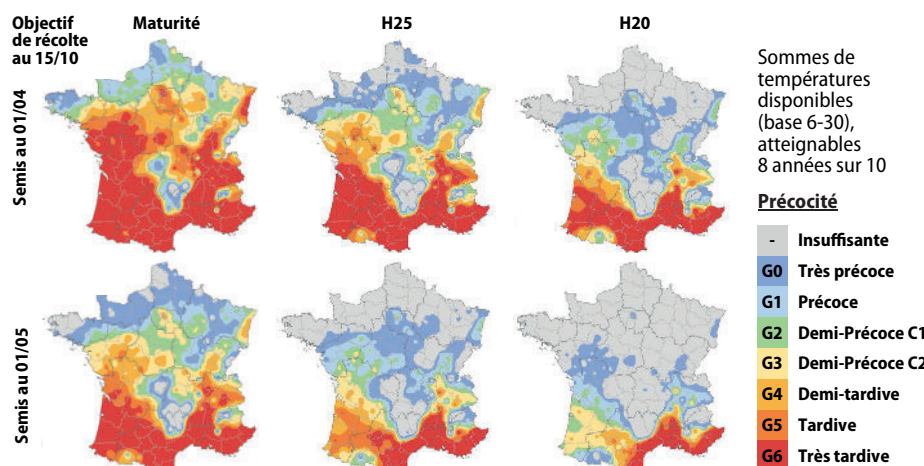 Objectif
de récolte
au 15/10
Maturité
H25
H20
Semis au 01/04
Semis au 01/05
Sommes de
températures
disponibles
(base 6-30),
atteignables
8 années sur 10
Précocité
- Insuffisante
G0 Très précoce
G1 Précoce
G2 Demi-Précoce C1
G3 Demi-Précoce C2
G4 Demi-tardive
G5 Tardive
G6 Très tardive